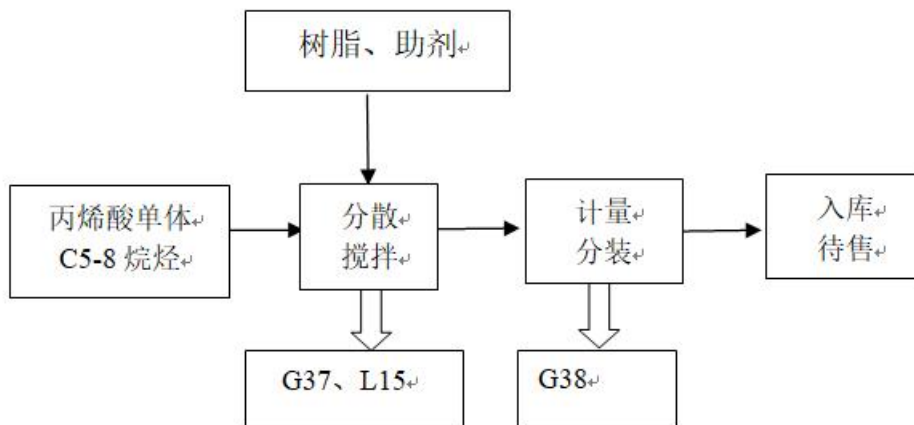 树脂、助剂
丙烯酸单体
C5-8 烷烃
分散
搅拌
计量
分装
入库
待售
G37、L15
G38